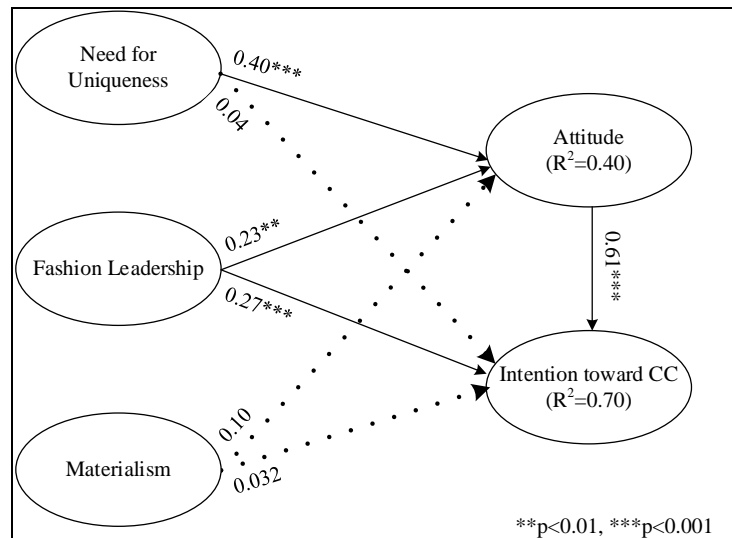 Need for
Uniqueness
0.40***
0.04
Attitude
(R²=0.40)
Fashion Leadership
0.23**
0.27***
0.61***
Intention toward CC
(R²=0.70)
Materialism
0.10
0.032
**p<0.01, ***p<0.001